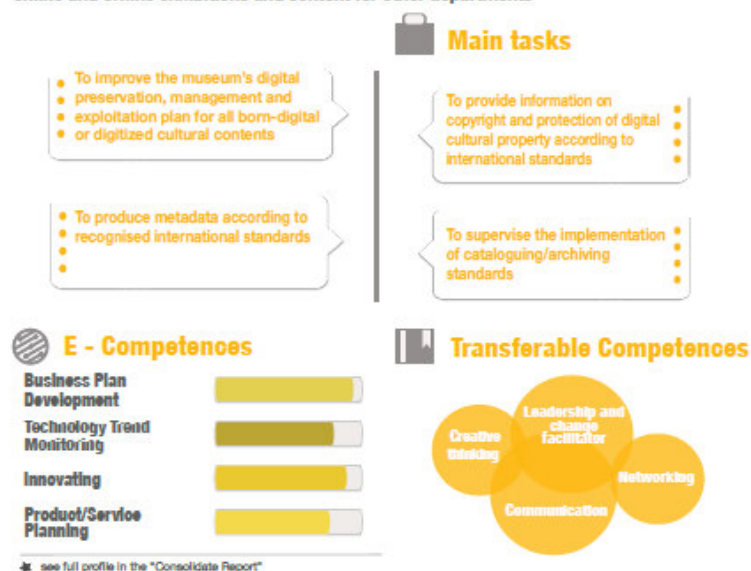 Main tasks
To improve the museum's digital
preservation, management and
exploitation plan for all born-digital
or digitized cultural contents
To provide information on
copyright and protection of digital
cultural property according to
international standards
To produce metadata according to
recognised international standards
To supervise the implementation
of cataloguing/archiving
standards
E - Competences
Business Plan
Development
Technology Trend
Monitoring
Innovating
Product/Service
Planning
Transferable Competences
Creative
thinking
Leadership and
change
facilitator
Networking
Communication
see full profile in the "Consolidate Report"